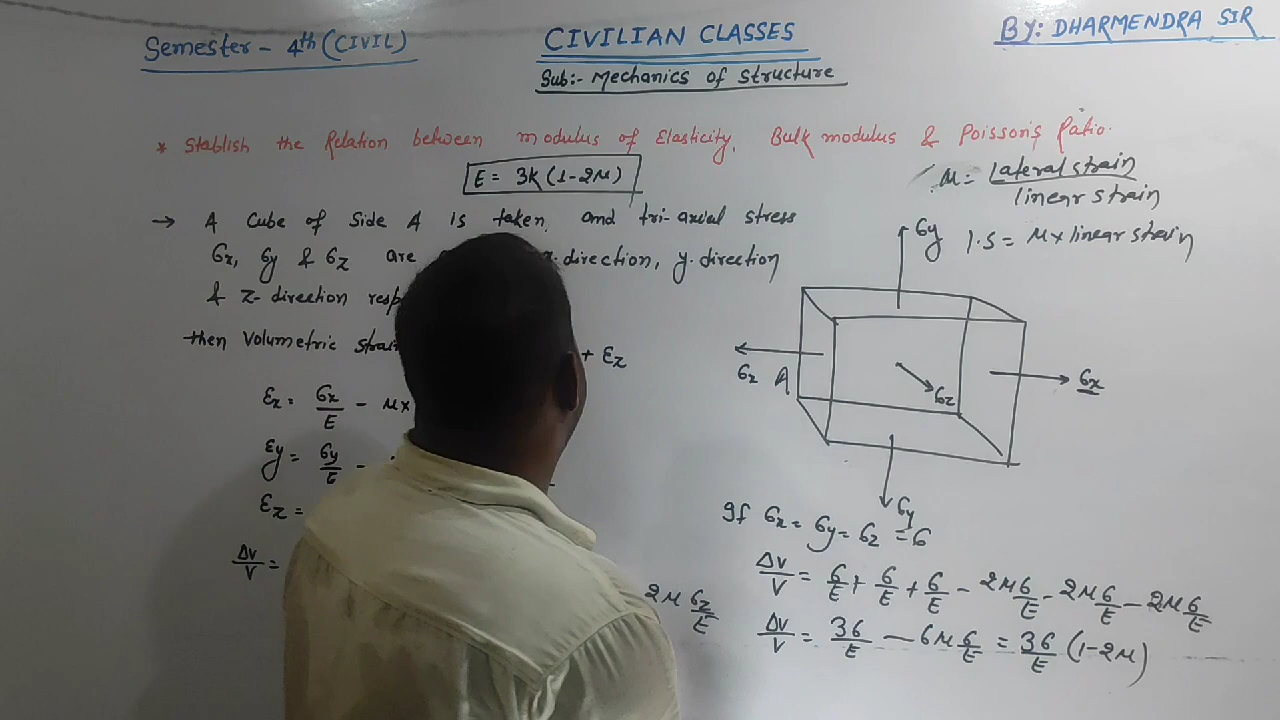 Semester - 4th (CIVIL)
CIVILIAN CLASSES
BY: DHARMENDRA SIR
Sub:- Mechanics of structure
* Stablish the Relation between modulus of Elasticity, Bulk modulus & Poisson's Ratio.
E = 3K (1-2μ)
μ = Lateral strain / linear strain
l.s = μ x linear strain
→ A Cube of Side A is taken, and tri-axial stress
σx, σy & σz are x-direction, y-direction
& z-direction resp
then Volumetric strai + εz
εx = σx/E - μx
εy = σy/E -
εz =
ΔV/V =
2μ σz/E
σy
σz A
σx
σz
σy
If σx = σy = σz = σ
ΔV/V = σ/E + σ/E + σ/E - 2μσ/E - 2μσ/E - 2μσ/E
ΔV/V = 3σ/E - 6μσ/E = 3σ/E (1-2μ)